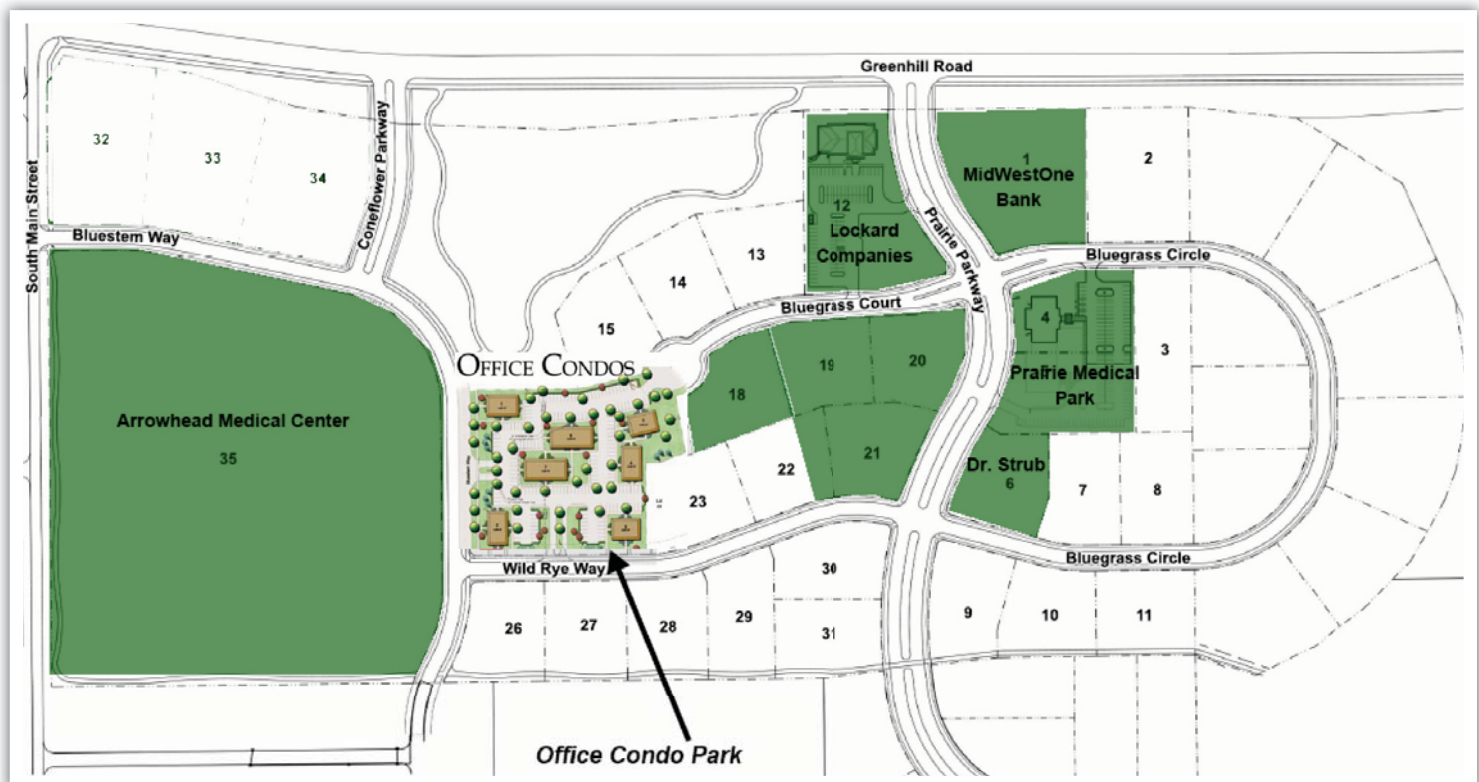 Greenhill Road
South Main Street
Coneflower Parkway
32
33
34
Bluestem Way
Arrowhead Medical Center
35
12
Lockard
Companies
Prairie Parkway
1
MidWestOne
Bank
2
13
14
15
Bluegrass Court
Bluegrass Circle
4
Prairie Medical
Park
3
OFFICE CONDOS
18
19
20
21
22
23
Dr. Strub
6
7
8
Wild Rye Way
Bluegrass Circle
26
27
28
29
30
31
9
10
11
Office Condo Park